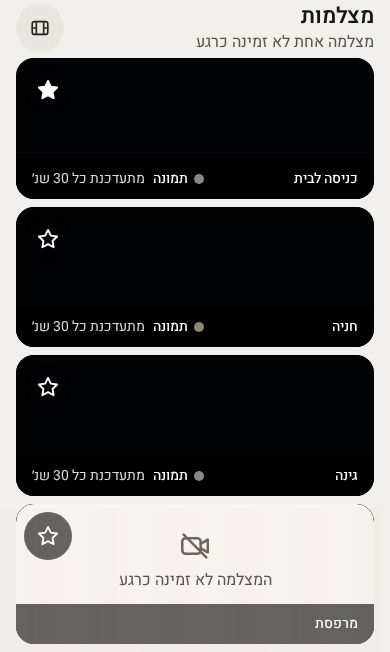 מצלמות
מצלמה אחת לא זמינה כרגע
כניסה לבית תמונה מתעדכנת כל 30 שנ׳
חניה תמונה מתעדכנת כל 30 שנ׳
גינה תמונה מתעדכנת כל 30 שנ׳
המצלמה לא זמינה כרגע
מרפסת